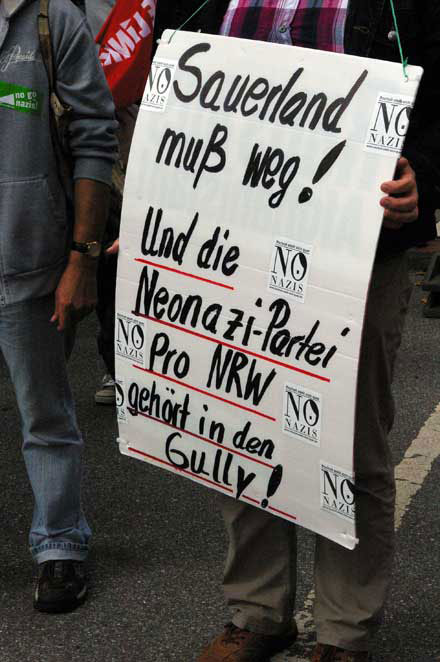 Sauerland
muß weg!
Und die
Neonazi-Partei
Pro NRW
gehört in den
Gully!
NO
NAZIS
NO
NAZIS
NO
NAZIS
NO
NAZIS
NO
NAZIS
NO
NAZIS
no go
nazis!